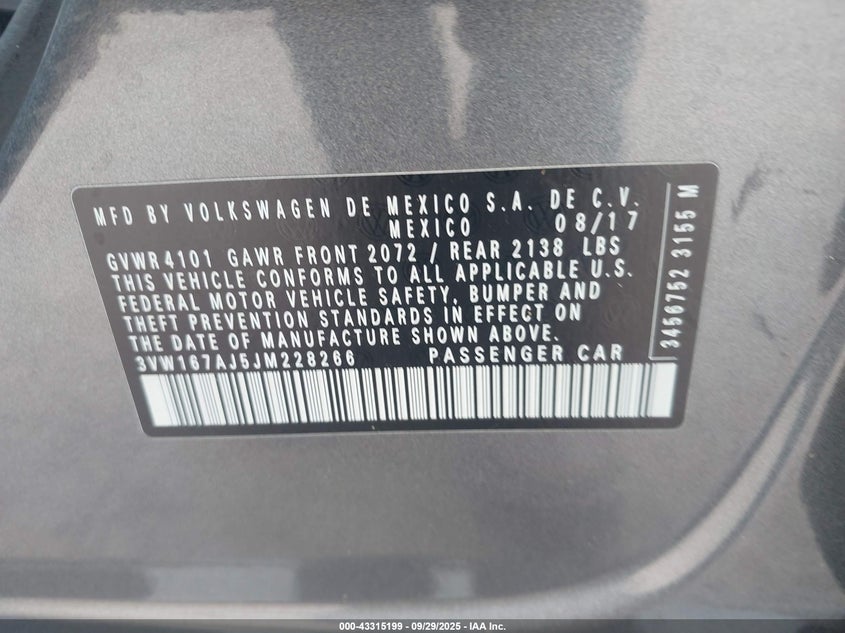 MFD BY VOLKSWAGEN DE MEXICO S.A. DE C.V.
MEXICO 08/17
GVWR 4101 GAWR FRONT 2072 / REAR 2138 LBS
THIS VEHICLE CONFORMS TO ALL APPLICABLE U.S.
FEDERAL MOTOR VEHICLE SAFETY, BUMPER AND
THEFT PREVENTION STANDARDS IN EFFECT ON
THE DATE OF MANUFACTURE SHOWN ABOVE.
3VW167AJ5JM228266 PASSENGER CAR
3456752 3155 M
000-43315199 - 09/29/2025 - IAA Inc.